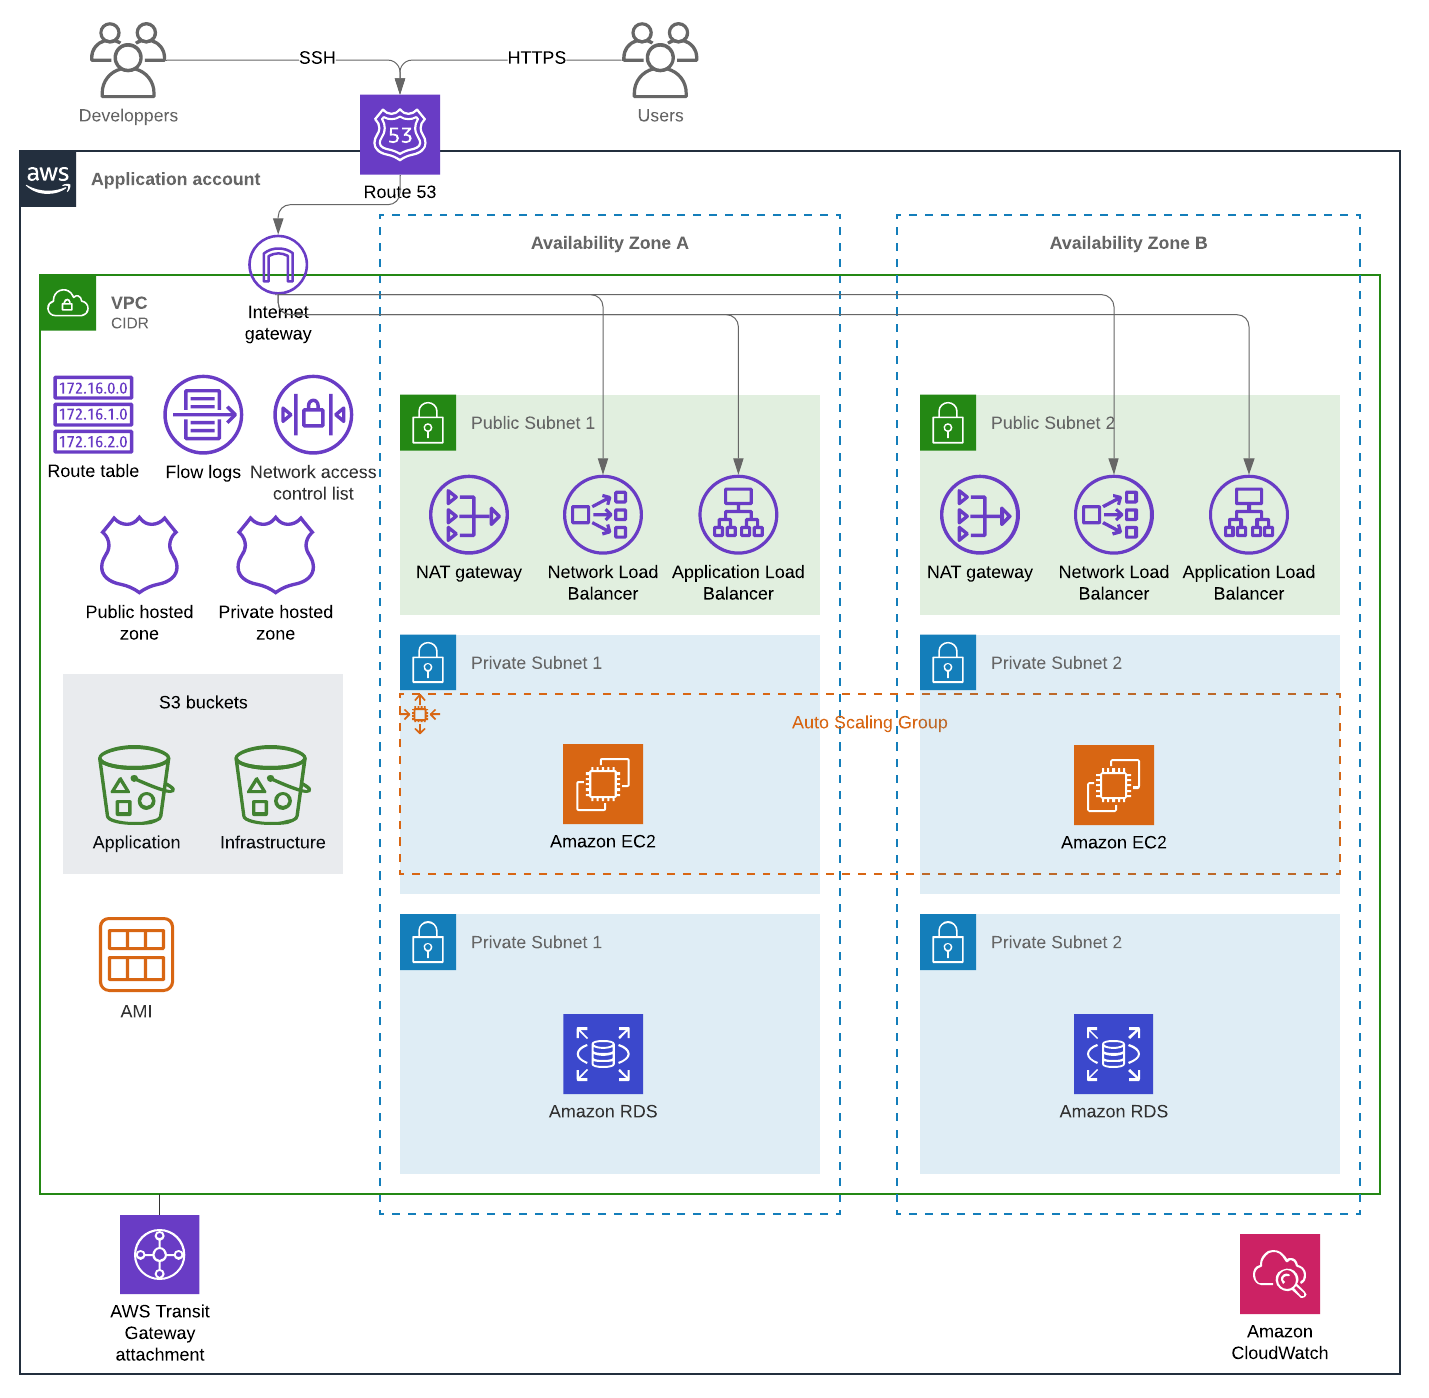 SSH
HTTPS
Developpers
Users
53
aws
Application account
Route 53
Availability Zone A
Availability Zone B
VPC
CIDR
Internet
gateway
172.16.0.0
172.16.1.0
172.16.2.0
Route table
Flow logs
Network access
control list
Public Subnet 1
Public Subnet 2
NAT gateway
Network Load
Balancer
Application Load
Balancer
NAT gateway
Network Load
Balancer
Application Load
Balancer
Public hosted
zone
Private hosted
zone
Private Subnet 1
Private Subnet 2
S3 buckets
Auto Scaling Group
Application
Infrastructure
Amazon EC2
Amazon EC2
Private Subnet 1
Private Subnet 2
AMI
Amazon RDS
Amazon RDS
AWS Transit
Gateway
attachment
Amazon
CloudWatch